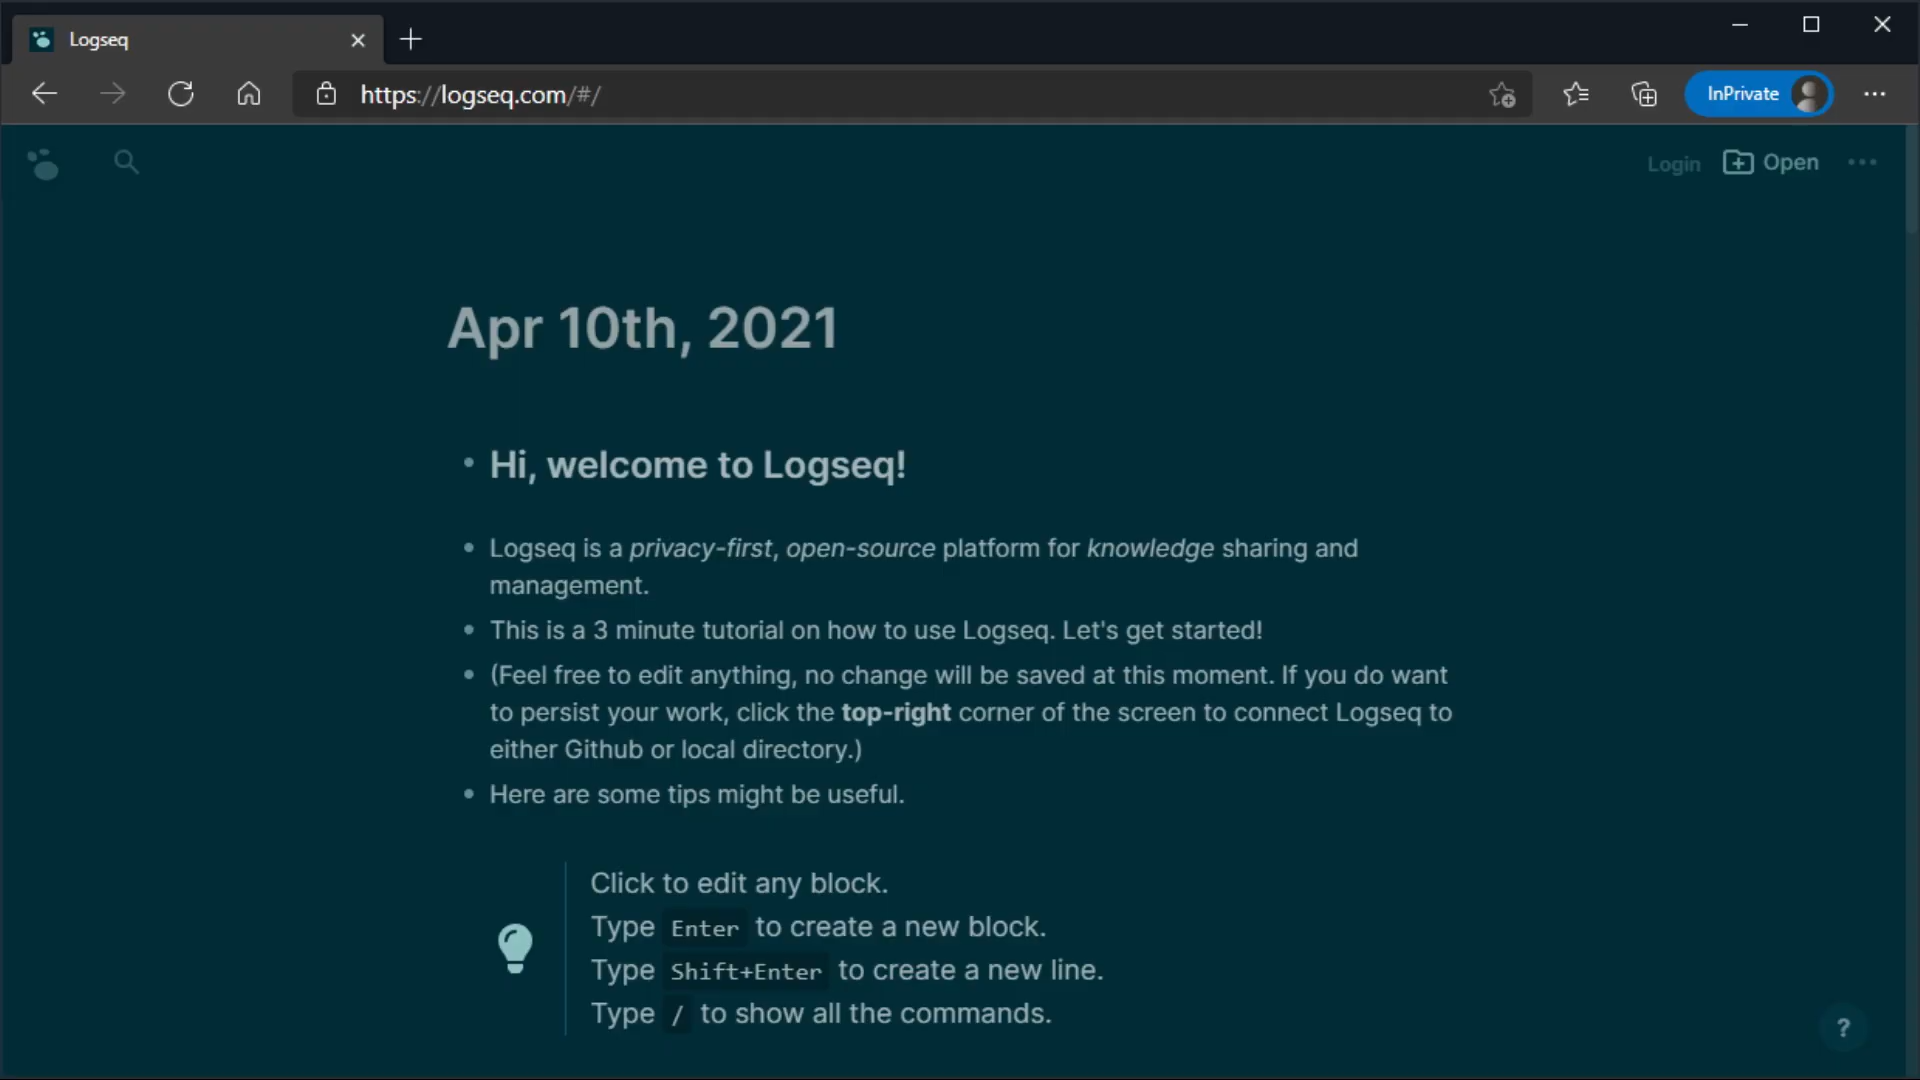 Logseq
https://logseq.com/#/
InPrivate
Login
Open
Apr 10th, 2021
Hi, welcome to Logseq!
Logseq is a privacy-first, open-source platform for knowledge sharing and
management.
This is a 3 minute tutorial on how to use Logseq. Let's get started!
(Feel free to edit anything, no change will be saved at this moment. If you do want
to persist your work, click the top-right corner of the screen to connect Logseq to
either Github or local directory.)
Here are some tips might be useful.
Click to edit any block.
Type Enter to create a new block.
Type Shift+Enter to create a new line.
Type / to show all the commands.
?